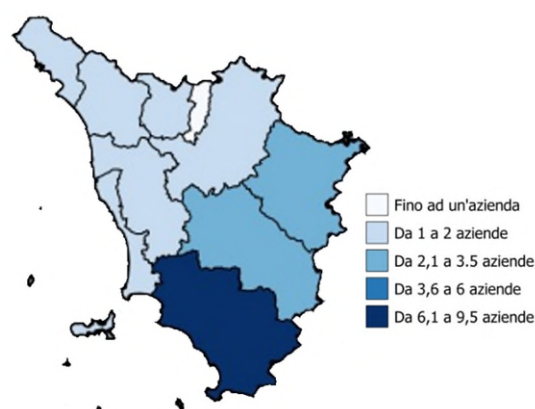 Fino ad un'azienda
Da 1 a 2 aziende
Da 2,1 a 3.5 aziende
Da 3,6 a 6 aziende
Da 6,1 a 9,5 aziende